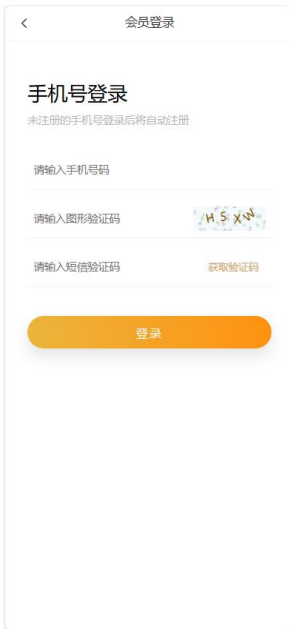 会员登录
手机号登录
未注册的手机号登录后将自动注册
请输入手机号码
请输入图形验证码
H5XW
请输入短信验证码 获取验证码
登录